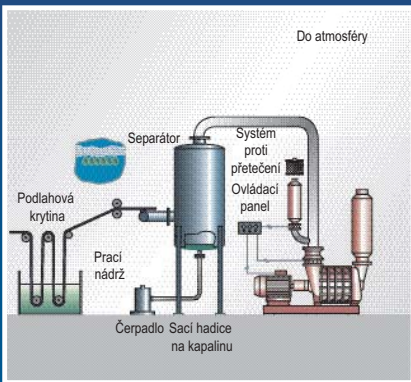 Do atmosféry
Separátor
Systém
proti
přetečení
Ovládací
panel
Podlahová
krytina
Prací
nádrž
Čerpadlo
Sací hadice
na kapalinu